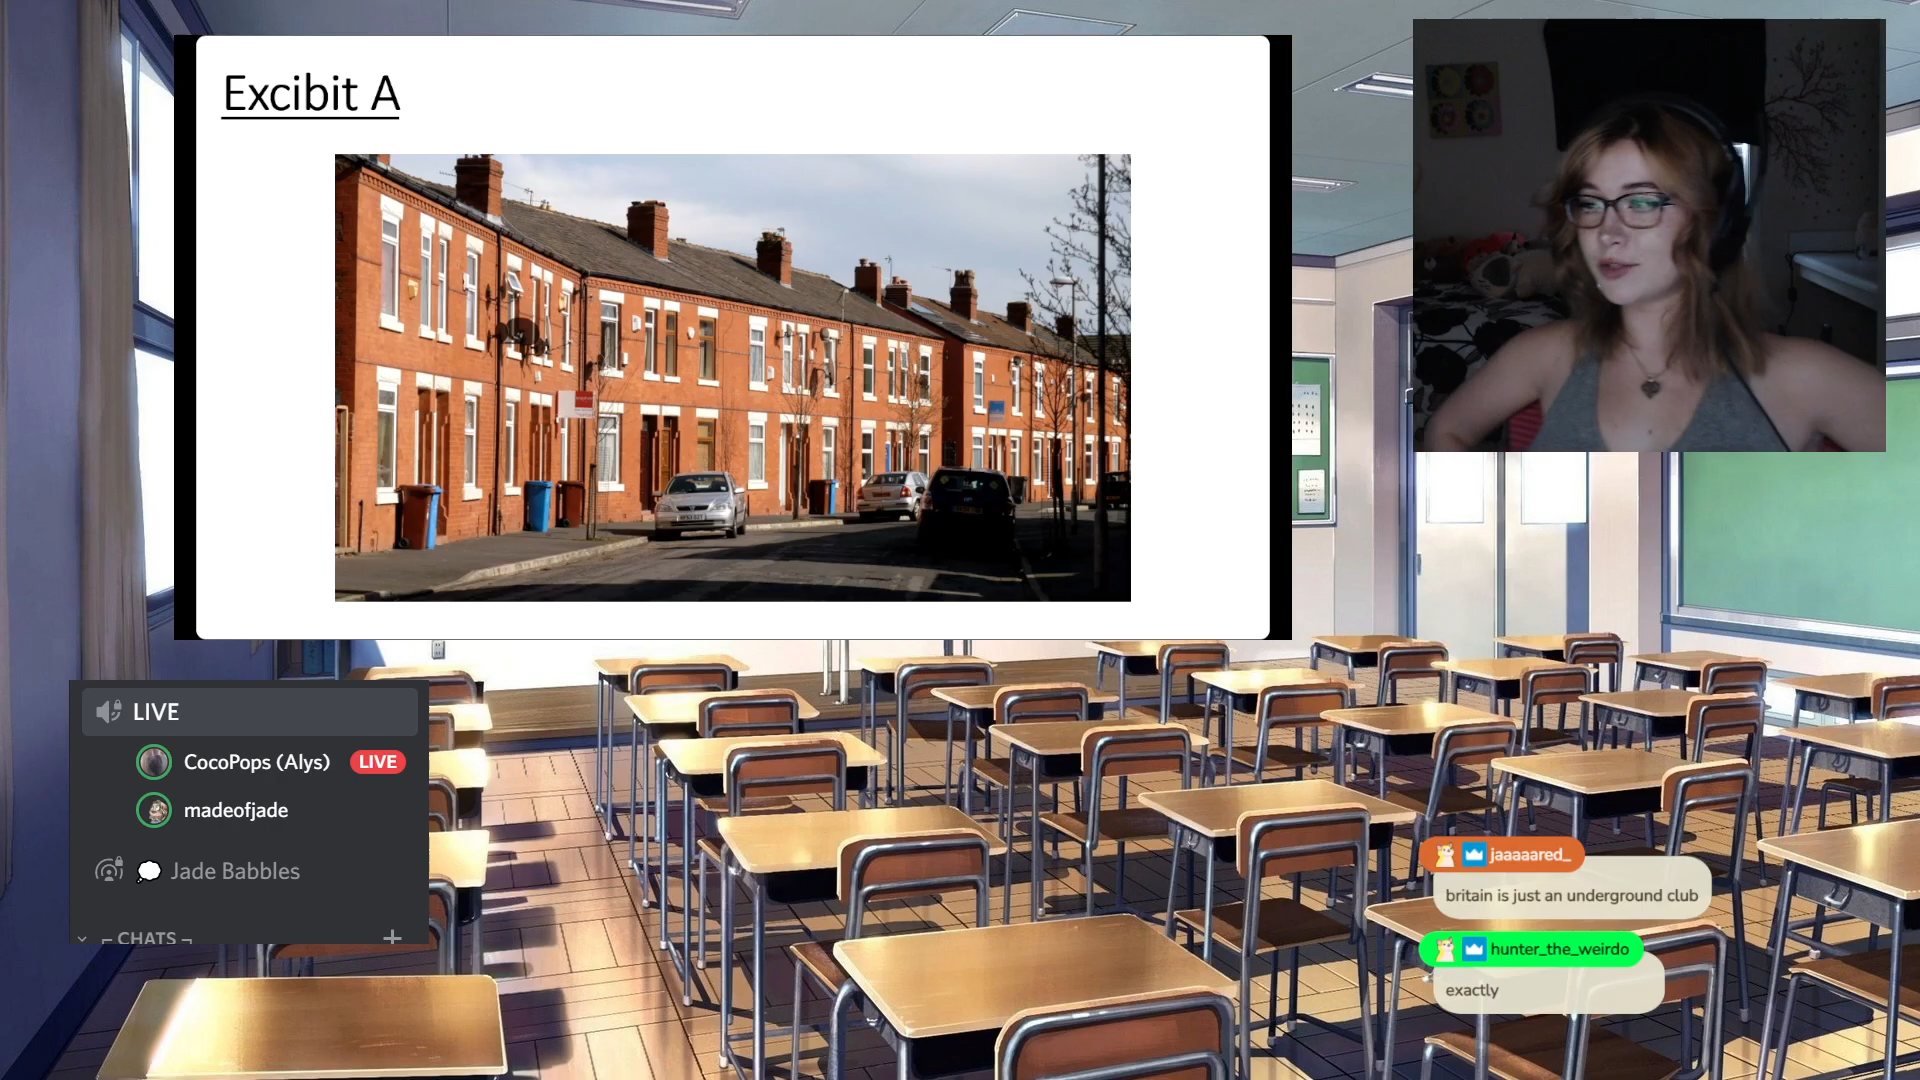 Excibit A
LIVE
CocoPops (Alys) LIVE
madeofjade
Jade Babbles
CHATS
jaaaaared_
britain is just an underground club
hunter_the_weirdo
exactly